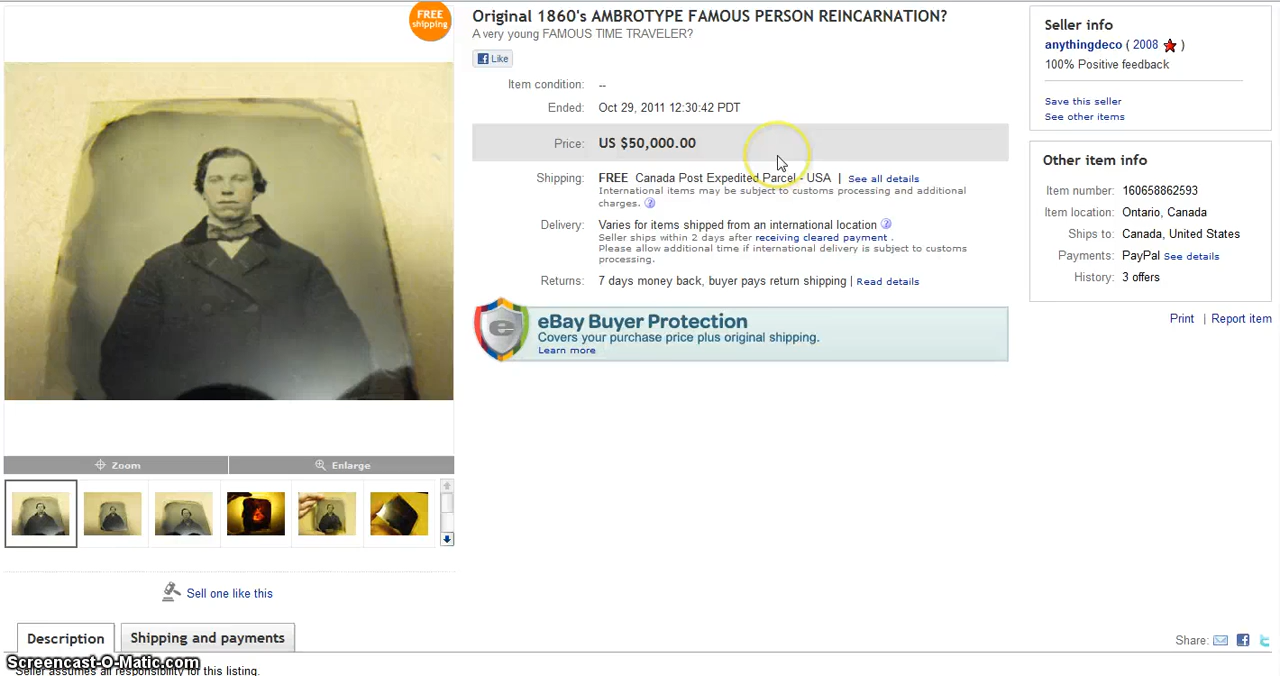 FREE
shipping
Original 1860's AMBROTYPE FAMOUS PERSON REINCARNATION?
A very young FAMOUS TIME TRAVELER?
Like
Item condition: --
Ended: Oct 29, 2011 12:30:42 PDT
Price: US $50,000.00
Shipping: FREE Canada Post Expedited Parcel - USA | See all details
International items may be subject to customs processing and additional
charges.
Delivery: Varies for items shipped from an international location
Seller ships within 2 days after receiving cleared payment .
Please allow additional time if international delivery is subject to customs
processing.
Returns: 7 days money back, buyer pays return shipping | Read details
eBay Buyer Protection
Covers your purchase price plus original shipping.
Learn more
Seller info
anythingdeco ( 2008 )
100% Positive feedback
Save this seller
See other items
Other item info
Item number: 160658862593
Item location: Ontario, Canada
Ships to: Canada, United States
Payments: PayPal See details
History: 3 offers
Print | Report item
Zoom
Enlarge
Sell one like this
Description
Shipping and payments
Share:
Screencast-O-Matic.com
Seller assumes all responsibility for this listing.